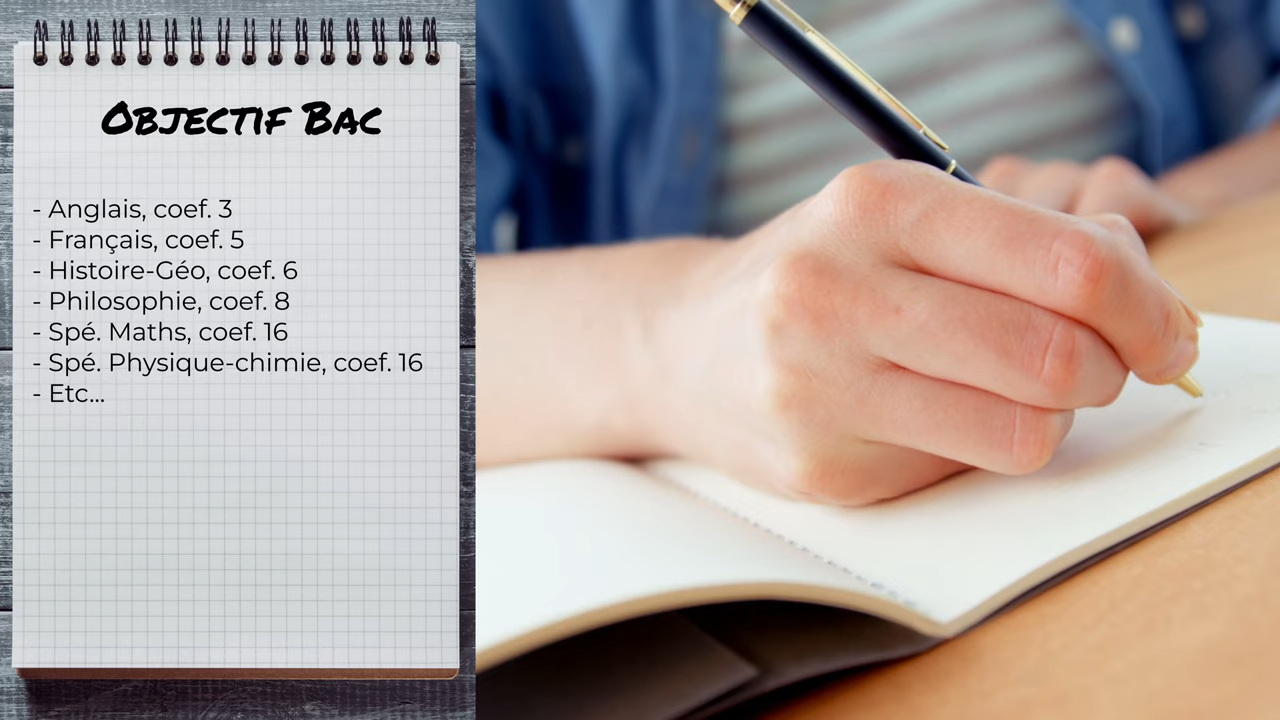 Objectif Bac
- Anglais, coef. 3
- Français, coef. 5
- Histoire-Géo, coef. 6
- Philosophie, coef. 8
- Spé. Maths, coef. 16
- Spé. Physique-chimie, coef. 16
- Etc...